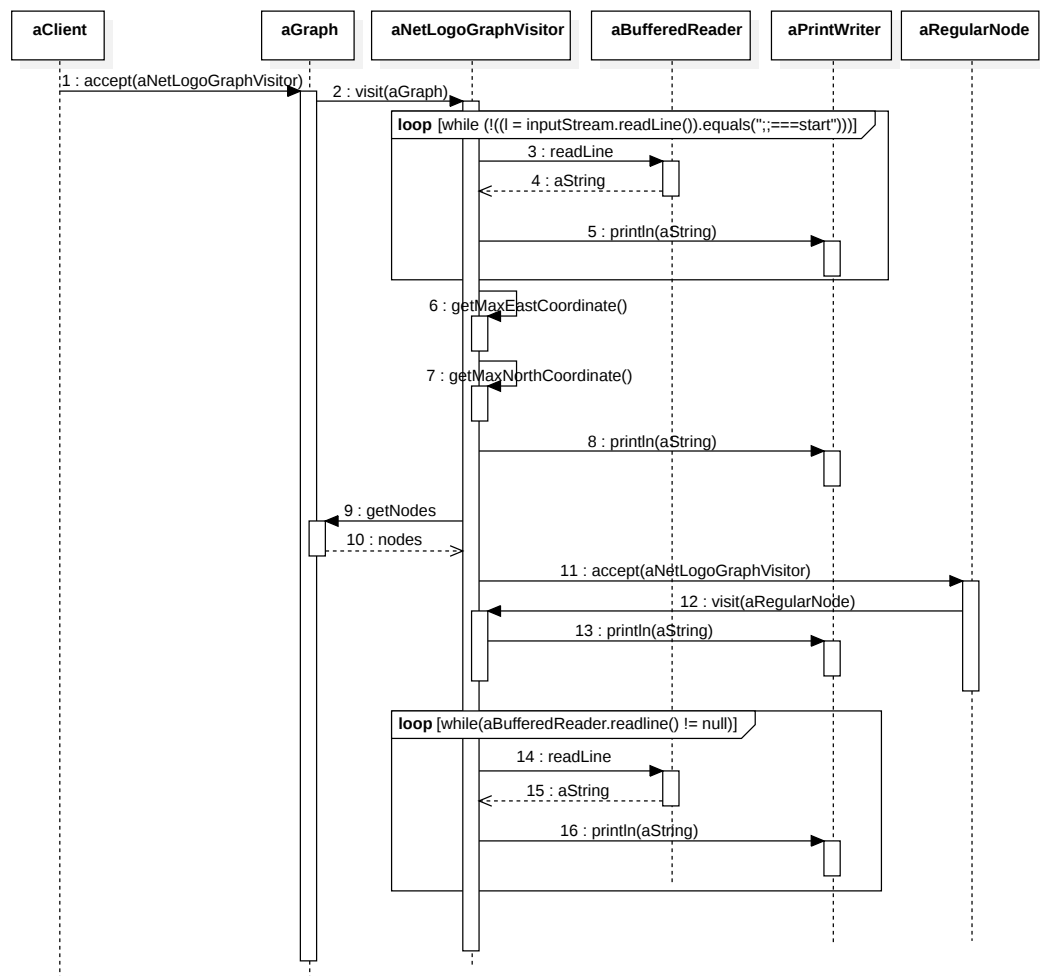 aClient
aGraph
aNetLogoGraphVisitor
aBufferedReader
aPrintWriter
aRegularNode
1 : accept(aNetLogoGraphVisitor)
2 : visit(aGraph)
loop [while (!((l = inputStream.readLine()).equals(";;===start")))]
3 : readLine
4 : aString
5 : println(aString)
6 : getMaxEastCoordinate()
7 : getMaxNorthCoordinate()
8 : println(aString)
9 : getNodes
10 : nodes
11 : accept(aNetLogoGraphVisitor)
12 : visit(aRegularNode)
13 : println(aString)
loop [while(aBufferedReader.readline() != null)]
14 : readLine
15 : aString
16 : println(aString)